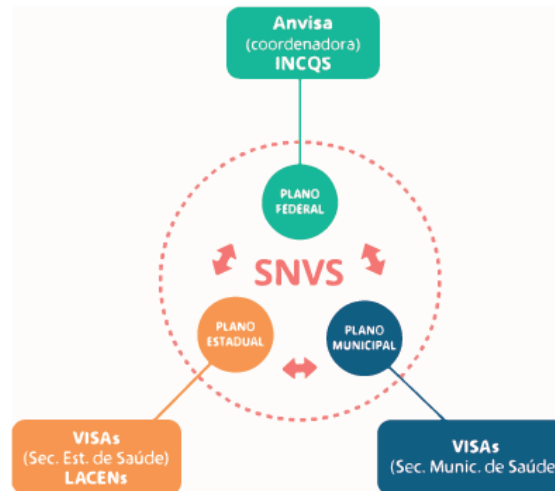 Anvisa
(coordenadora)
INCQS
PLANO
FEDERAL
SNVS
PLANO
ESTADUAL
PLANO
MUNICIPAL
VISAs
(Sec. Est. de Saúde)
LACENs
VISAs
(Sec. Munic. de Saúde)